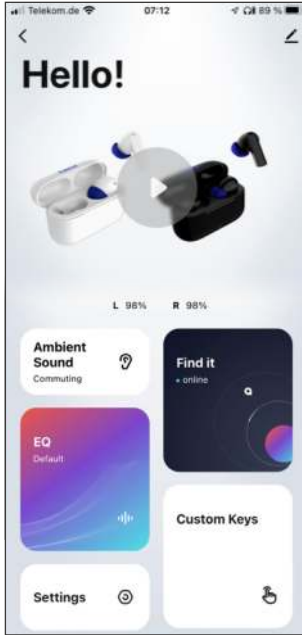 Telekom.de 07:12 89 %
Hello!
L 98% R 98%
Ambient
Sound
Commuting
Find it
online
EQ
Default
Custom Keys
Settings